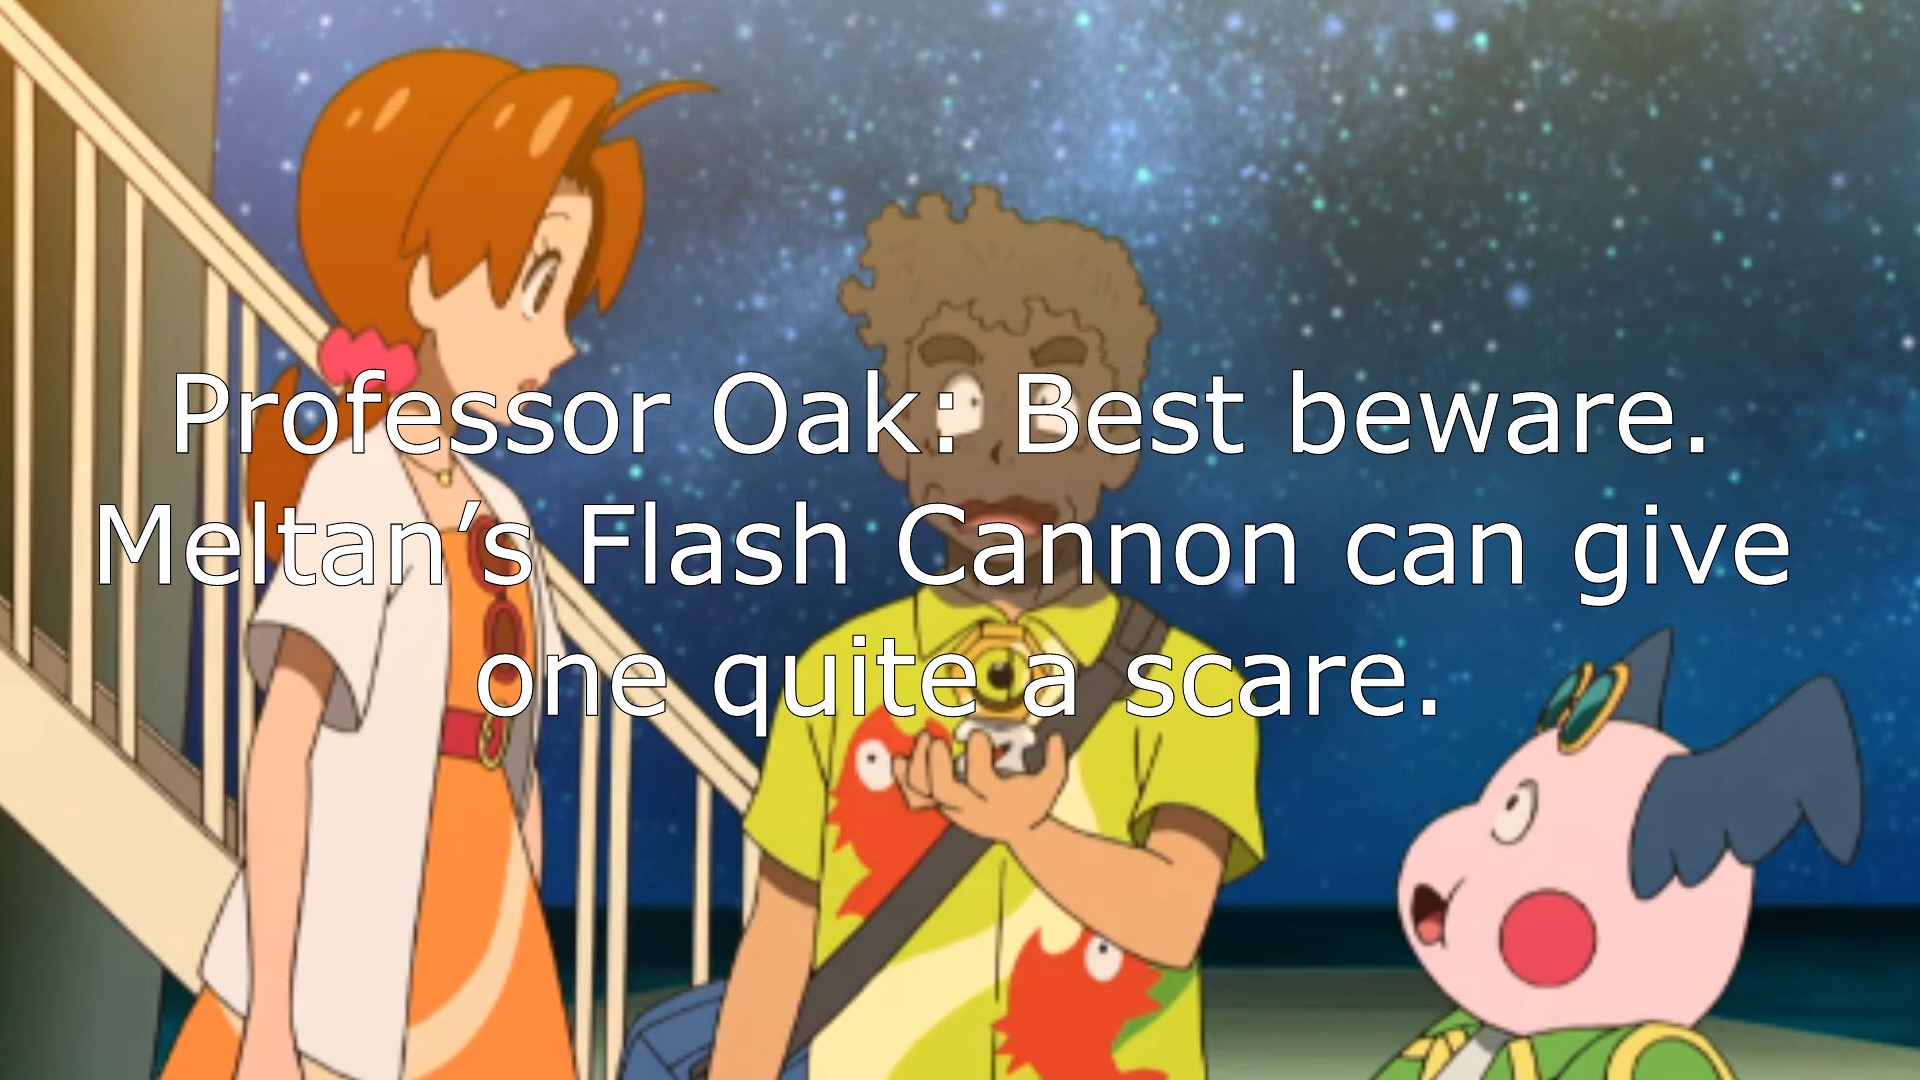 Professor Oak: Best beware.
Meltan’s Flash Cannon can give
one quite a scare.